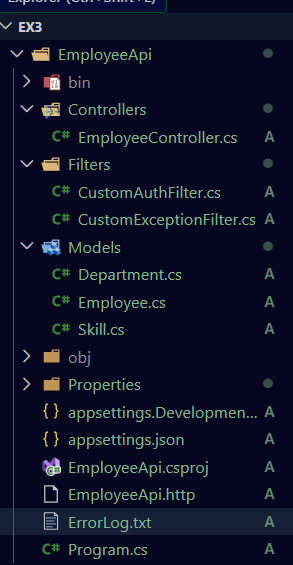 Explorer (Ctrl+Shift+E)
EX3
EmployeeApi
bin
Controllers
C# EmployeeController.cs A
Filters
C# CustomAuthFilter.cs A
C# CustomExceptionFilter.cs A
Models
C# Department.cs A
C# Employee.cs A
C# Skill.cs A
obj
Properties
{} appsettings.Developmen... A
{} appsettings.json A
EmployeeApi.csproj A
EmployeeApi.http A
ErrorLog.txt A
C# Program.cs A